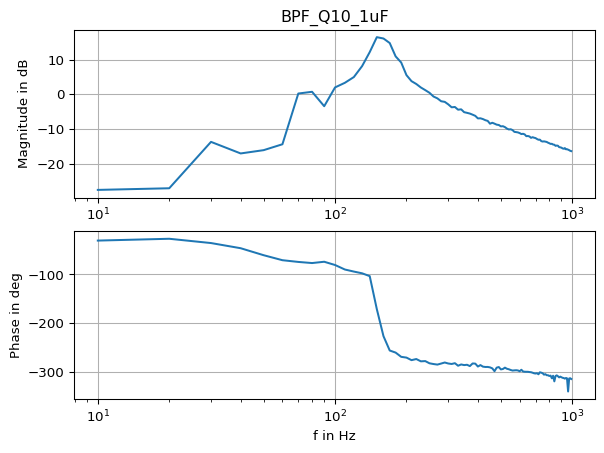 BPF_Q10_1uF
Magnitude in dB
10
0
−10
−20
10¹ 10² 10³
Phase in deg
−100
−200
−300
10¹ 10² 10³
f in Hz